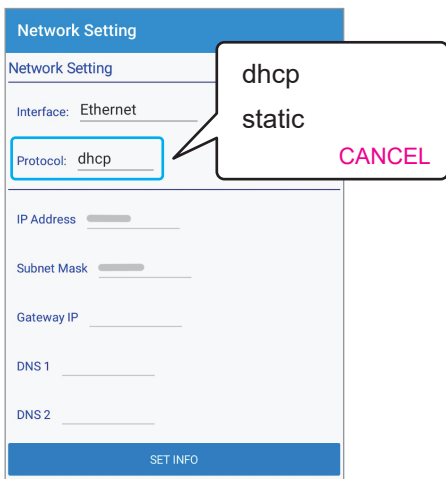 Network Setting
Network Setting
Interface: Ethernet
Protocol: dhcp
dhcp
static
CANCEL
IP Address
Subnet Mask
Gateway IP
DNS 1
DNS 2
SET INFO